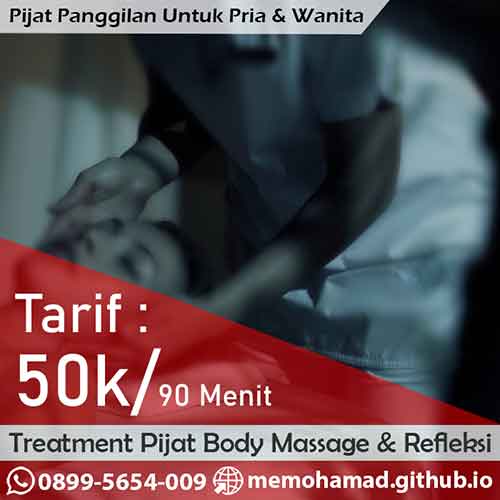 Pijat Panggilan Untuk Pria & Wanita
Tarif :
50k/90 Menit
Treatment Pijat Body Massage & Refleksi
0899-5654-009 memohamad.github.io